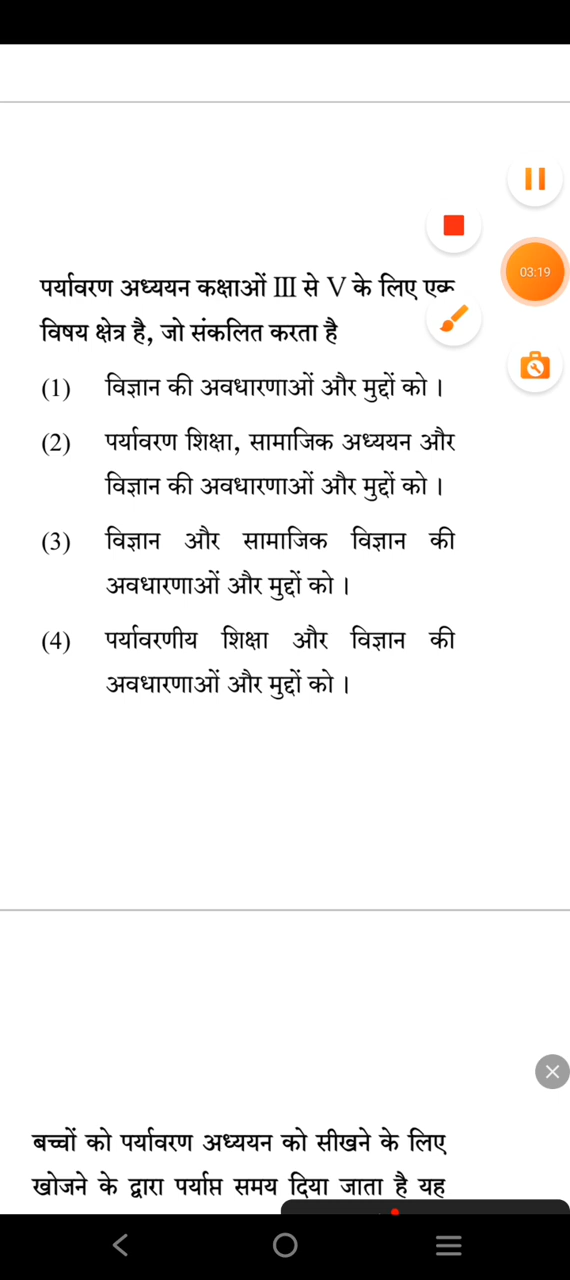 03:19
पर्यावरण अध्ययन कक्षाओं III से V के लिए एक
विषय क्षेत्र है, जो संकलित करता है
(1) विज्ञान की अवधारणाओं और मुद्दों को ।
(2) पर्यावरण शिक्षा, सामाजिक अध्ययन और
विज्ञान की अवधारणाओं और मुद्दों को ।
(3) विज्ञान और सामाजिक विज्ञान की
अवधारणाओं और मुद्दों को ।
(4) पर्यावरणीय शिक्षा और विज्ञान की
अवधारणाओं और मुद्दों को ।
बच्चों को पर्यावरण अध्ययन को सीखने के लिए
खोजने के द्वारा पर्याप्त समय दिया जाता है यह